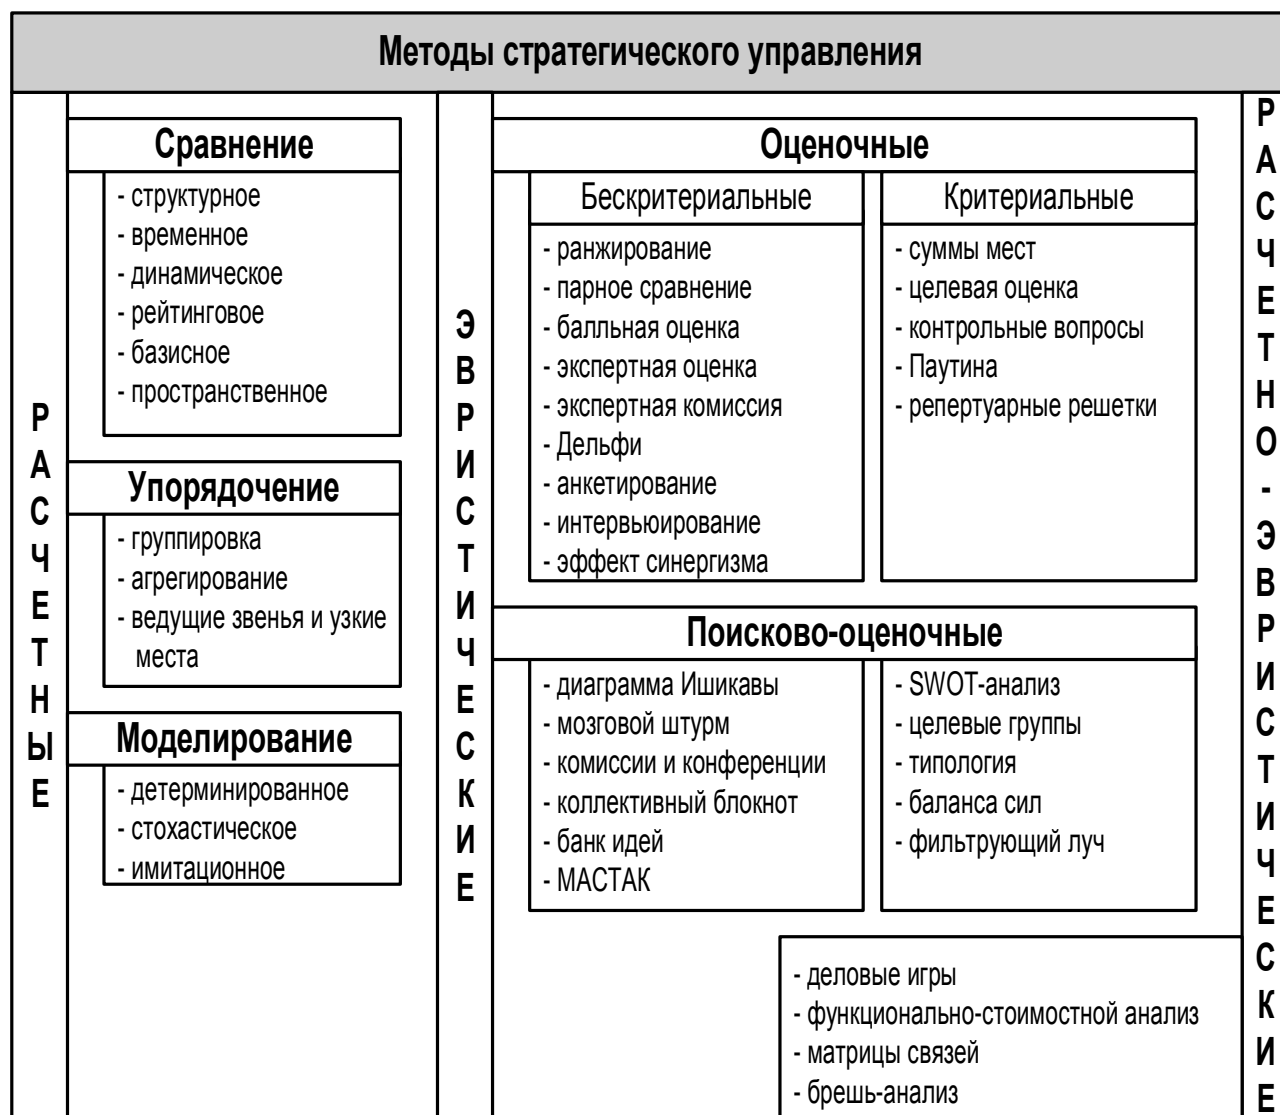 Методы стратегического управления
РАСЧЕТНЫЕ
Сравнение
- структурное
- временное
- динамическое
- рейтинговое
- базисное
- пространственное
Упорядочение
- группировка
- агрегирование
- ведущие звенья и узкие
места
Моделирование
- детерминированное
- стохастическое
- имитационное
ЭВРИСТИЧЕСКИЕ
Оценочные
Бескритериальные
- ранжирование
- парное сравнение
- балльная оценка
- экспертная оценка
- экспертная комиссия
- Дельфи
- анкетирование
- интервьюирование
- эффект синергизма
Критериальные
- суммы мест
- целевая оценка
- контрольные вопросы
- Паутина
- репертуарные решетки
Поисково-оценочные
- диаграмма Ишикавы
- мозговой штурм
- комиссии и конференции
- коллективный блокнот
- банк идей
- МАСТАК
- SWOT-анализ
- целевые группы
- типология
- баланса сил
- фильтрующий луч
РАСЧЕТНО-ЭВРИСТИЧЕСКИЕ
- деловые игры
- функционально-стоимостной анализ
- матрицы связей
- брешь-анализ